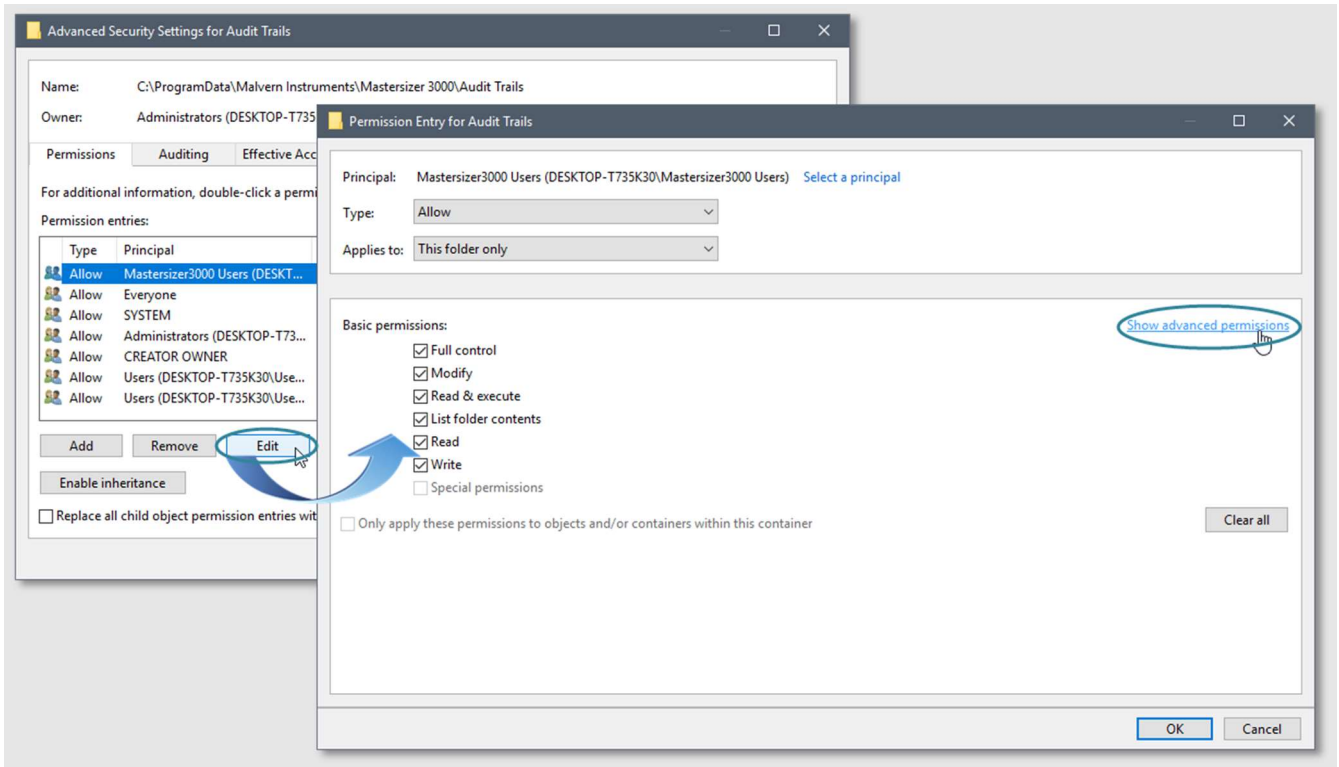 Advanced Security Settings for Audit Trails
Name: C:\ProgramData\Malvern Instruments\Mastersizer 3000\Audit Trails
Owner: Administrators (DESKTOP-T735
Permissions Auditing Effective Acc
For additional information, double-click a permi
Permission entries:
Type Principal
Allow Mastersizer3000 Users (DESKT...
Allow Everyone
Allow SYSTEM
Allow Administrators (DESKTOP-T73...
Allow CREATOR OWNER
Allow Users (DESKTOP-T735K30\Use...
Allow Users (DESKTOP-T735K30\Use...
Add Remove Edit
Enable inheritance
Replace all child object permission entries wit
Permission Entry for Audit Trails
Principal: Mastersizer3000 Users (DESKTOP-T735K30\Mastersizer3000 Users) Select a principal
Type: Allow
Applies to: This folder only
Basic permissions: Show advanced permissions
Full control
Modify
Read & execute
List folder contents
Read
Write
Special permissions
Only apply these permissions to objects and/or containers within this container Clear all
OK Cancel